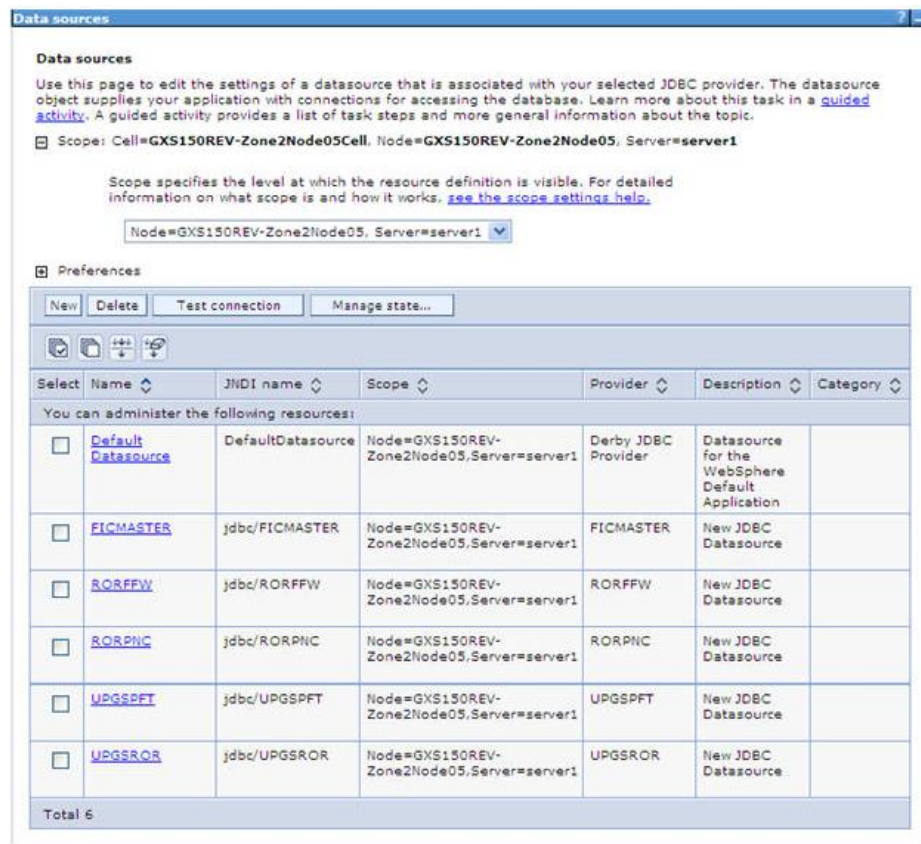 Data sources
?
Data sources
Use this page to edit the settings of a datasource that is associated with your selected JDBC provider. The datasource
object supplies your application with connections for accessing the database. Learn more about this task in a guided
activity. A guided activity provides a list of task steps and more general information about the topic.
Scope: Cell=GXS150REV-Zone2Node05Cell, Node=GXS150REV-Zone2Node05, Server=server1
Scope specifies the level at which the resource definition is visible. For detailed
information on what scope is and how it works, see the scope settings help.
Node=GXS150REV-Zone2Node05, Server=server1
Preferences
New Delete Test connection Manage state...
Select Name JNDI name Scope Provider Description Category
You can administer the following resources:
Default DefaultDatasource Node=GXS150REV- Derby JDBC Datasource
Datasource Zone2Node05,Server=server1 Provider for the
WebSphere
Default
Application
FICMASTER jdbc/FICMASTER Node=GXS150REV- FICMASTER New JDBC
Zone2Node05,Server=server1 Datasource
RORFFW jdbc/RORFFW Node=GXS150REV- RORFFW New JDBC
Zone2Node05,Server=server1 Datasource
RORPNC jdbc/RORPNC Node=GXS150REV- RORPNC New JDBC
Zone2Node05,Server=server1 Datasource
UPGSPFT jdbc/UPGSPFT Node=GXS150REV- UPGSPFT New JDBC
Zone2Node05,Server=server1 Datasource
UPGSROR jdbc/UPGSROR Node=GXS150REV- UPGSROR New JDBC
Zone2Node05,Server=server1 Datasource
Total 6